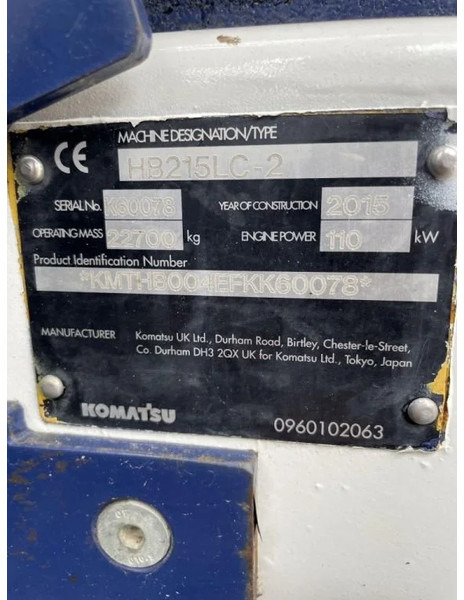 CE
MACHINE DESIGNATION/TYPE
HB215LC-2
SERIAL No. K60078 YEAR OF CONSTRUCTION 2015
OPERATING MASS 22700 kg ENGINE POWER 110 kW
Product Identification Number
*KMTHB004EFKK60078*
MANUFACTURER Komatsu UK Ltd., Durham Road, Birtley, Chester-le-Street,
Co. Durham DH3 2QX UK for Komatsu Ltd., Tokyo, Japan
KOMATSU 0960102063